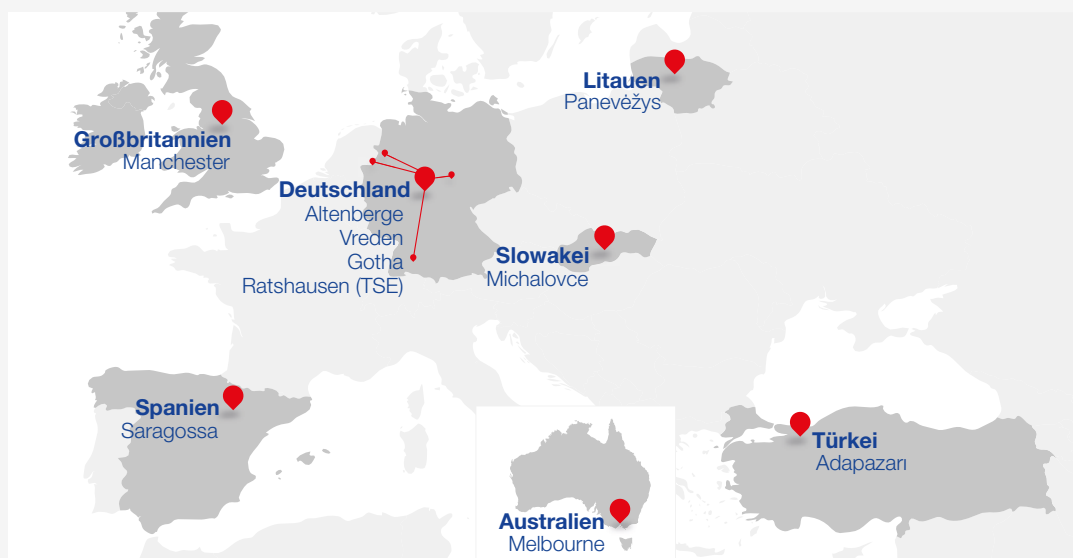 Litauen
Panevėžys
Großbritannien
Manchester
Deutschland
Altenberge
Vreden
Gotha
Ratshausen (TSE)
Slowakei
Michalovce
Spanien
Saragossa
Türkei
Adapazarı
Australien
Melbourne